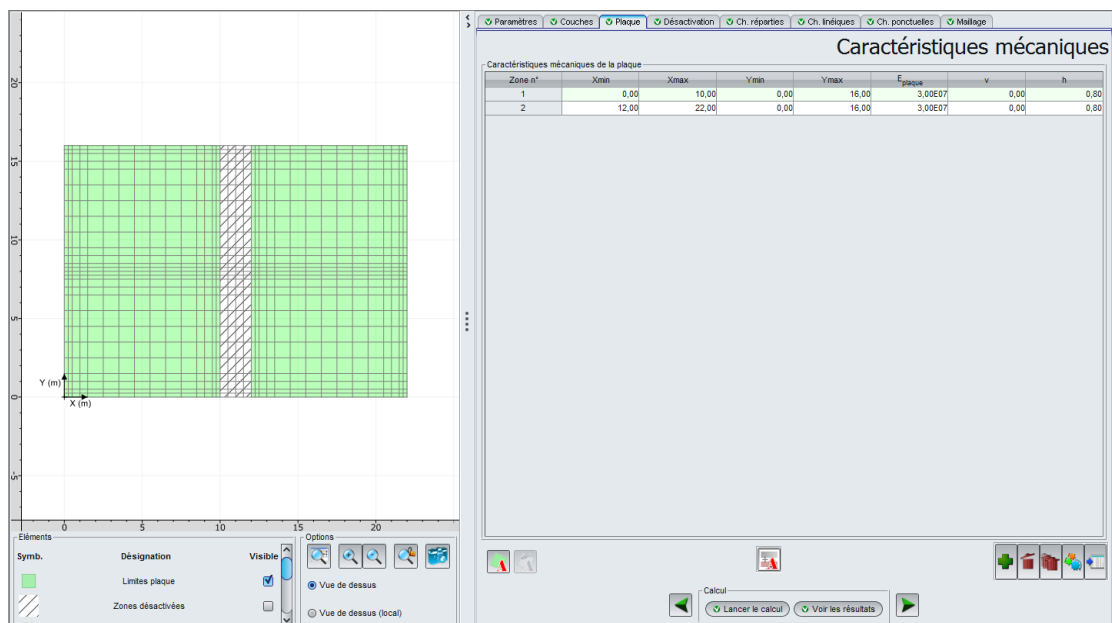 Paramètres Couches Plaque Désactivation Ch. réparties Ch. linéiques Ch. ponctuelles Maillage
Caractéristiques mécaniques
Caractéristiques mécaniques de la plaque
Zone n° Xmin Xmax Ymin Ymax E plaque ν h
1 0,00 10,00 0,00 16,00 3,00E07 0,00 0,80
2 12,00 22,00 0,00 16,00 3,00E07 0,00 0,80
20
15
10
5
0
-5
Y (m)
X (m)
0 5 10 15 20
Eléments
Symb. Désignation Visible
Limites plaque
Zones désactivées
Options
Vue de dessus
Vue de dessus (local)
Calcul
Lancer le calcul Voir les résultats